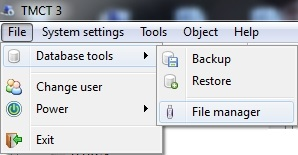 TMCT 3
File System settings Tools Object Help
Database tools
Change user
Power
Exit
Backup
Restore
File manager